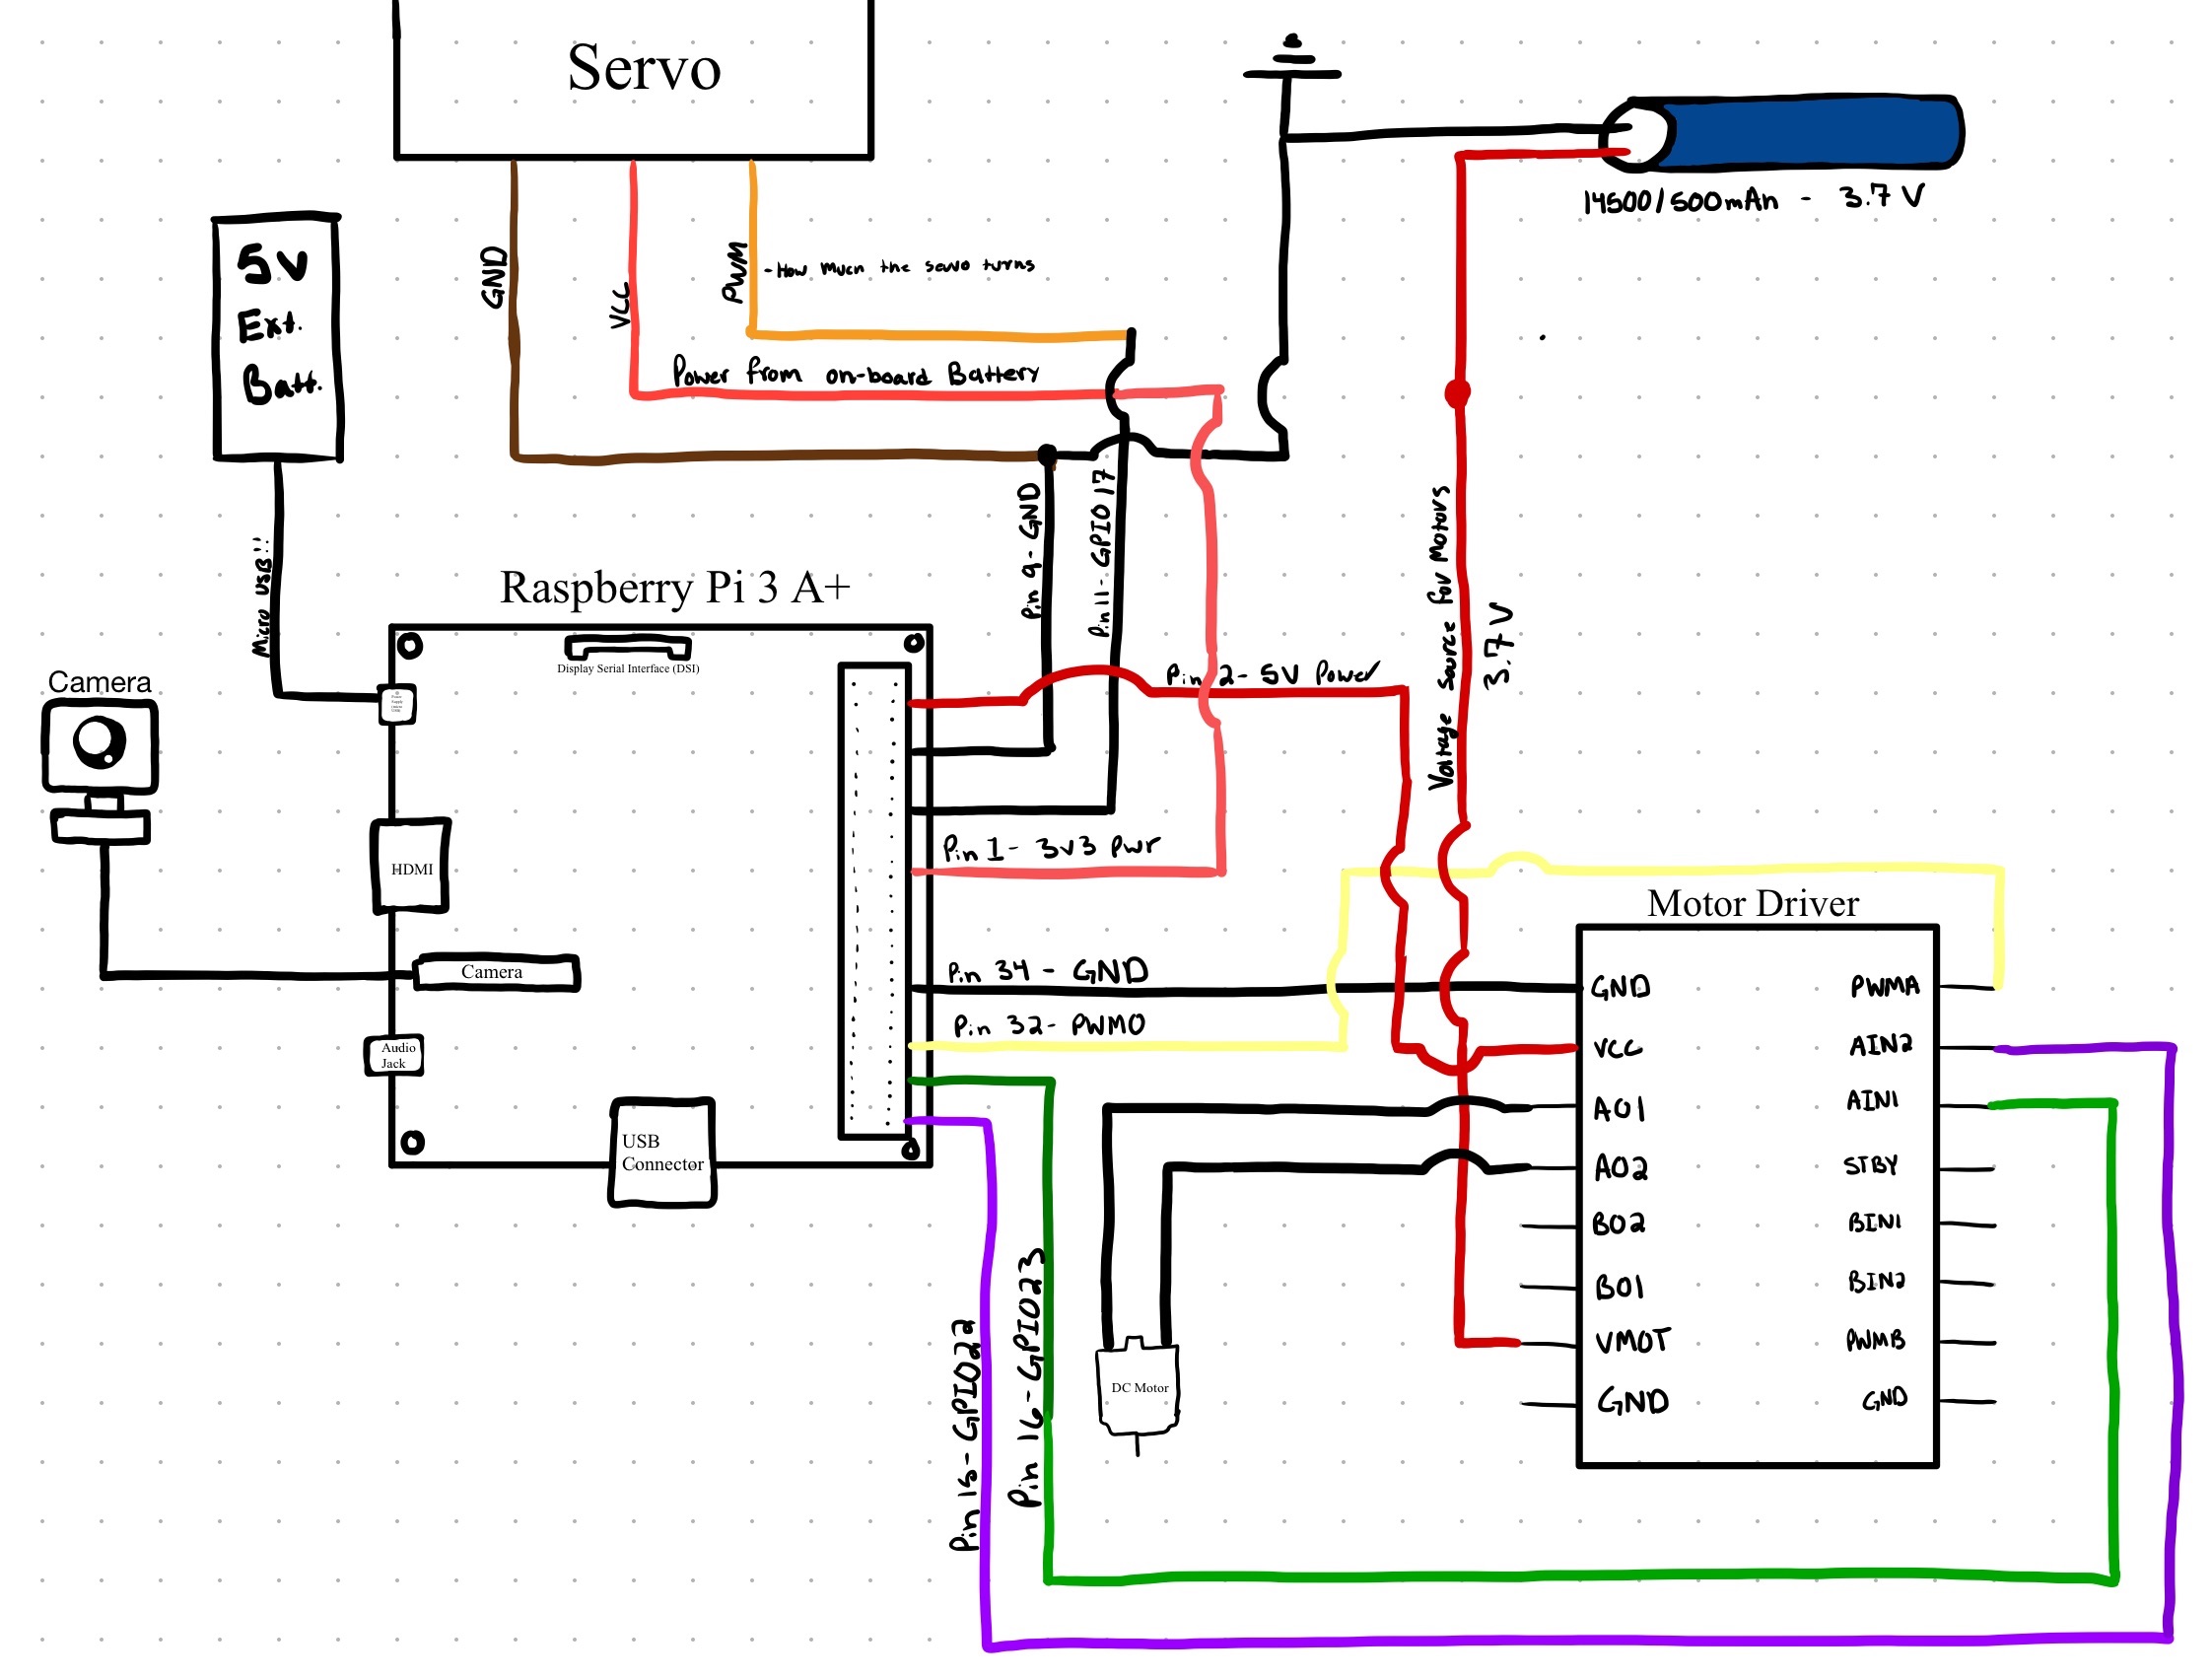 Servo
GND
VCC
PWM
- How much the servo turns
Power from on-board Battery
14500/500mAh - 3.7 V
5V
Ext.
Batt.
Micro USB!!
Pin 9 - GND
Pin 11 - GPIO 17
Voltage Source for Motors
3.7 V
Raspberry Pi 3 A+
Display Serial Interface (DSI)
Camera
Pin 2 - 5V Power
HDMI
Pin 1 - 3v3 Pwr
Camera
Pin 34 - GND
Pin 32 - PWM0
Audio
Jack
USB
Connector
Motor Driver
GND
VCC
AO1
AO2
BO2
BO1
VMOT
GND
PWMA
AIN2
AIN1
STBY
BIN1
BIN2
PWMB
GND
DC Motor
Pin 15 - GPIO22
Pin 16 - GPIO23